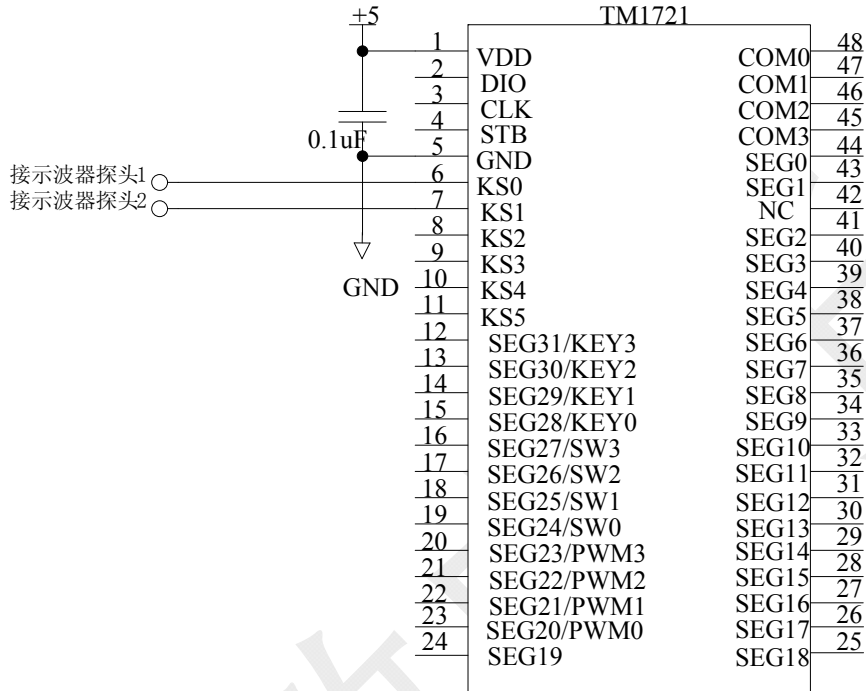 +5
TM1721
0.1uF
GND
接示波器探头1
接示波器探头2
1
2
3
4
5
6
7
8
9
10
11
12
13
14
15
16
17
18
19
20
21
22
23
24
VDD
DIO
CLK
STB
GND
KS0
KS1
KS2
KS3
KS4
KS5
SEG31/KEY3
SEG30/KEY2
SEG29/KEY1
SEG28/KEY0
SEG27/SW3
SEG26/SW2
SEG25/SW1
SEG24/SW0
SEG23/PWM3
SEG22/PWM2
SEG21/PWM1
SEG20/PWM0
SEG19
COM0
COM1
COM2
COM3
SEG0
SEG1
NC
SEG2
SEG3
SEG4
SEG5
SEG6
SEG7
SEG8
SEG9
SEG10
SEG11
SEG12
SEG13
SEG14
SEG15
SEG16
SEG17
SEG18
48
47
46
45
44
43
42
41
40
39
38
37
36
35
34
33
32
31
30
29
28
27
26
25